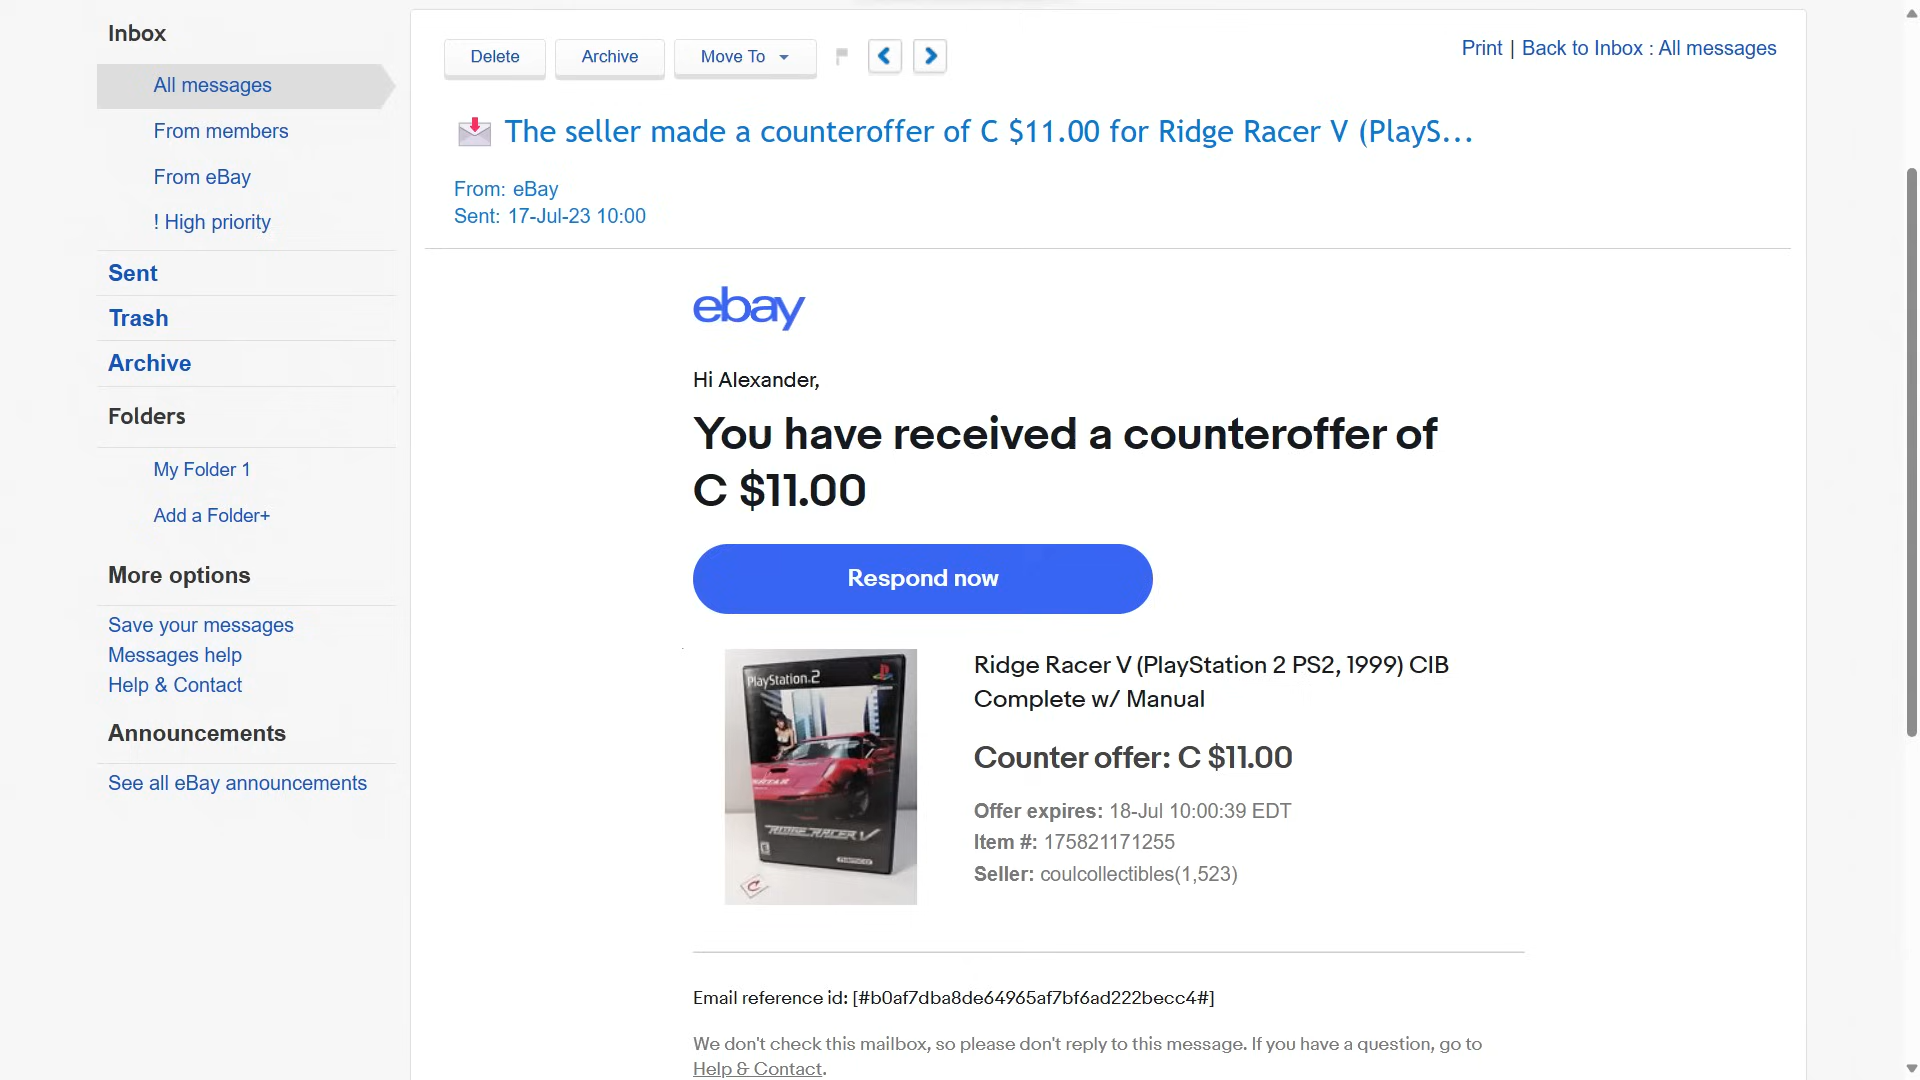 Inbox
All messages
From members
From eBay
! High priority
Sent
Trash
Archive
Folders
My Folder 1
Add a Folder+
More options
Save your messages
Messages help
Help & Contact
Announcements
See all eBay announcements
Delete
Archive
Move To
Print | Back to Inbox : All messages
The seller made a counteroffer of C $11.00 for Ridge Racer V (PlayS...
From: eBay
Sent: 17-Jul-23 10:00
ebay
Hi Alexander,
You have received a counteroffer of
C $11.00
Respond now
PlayStation.2
RIDGE RACER V
namco
Ridge Racer V (PlayStation 2 PS2, 1999) CIB
Complete w/ Manual
Counter offer: C $11.00
Offer expires: 18-Jul 10:00:39 EDT
Item #: 175821171255
Seller: coulcollectibles(1,523)
Email reference id: [#b0af7dba8de64965af7bf6ad222becc4#]
We don't check this mailbox, so please don't reply to this message. If you have a question, go to
Help & Contact.